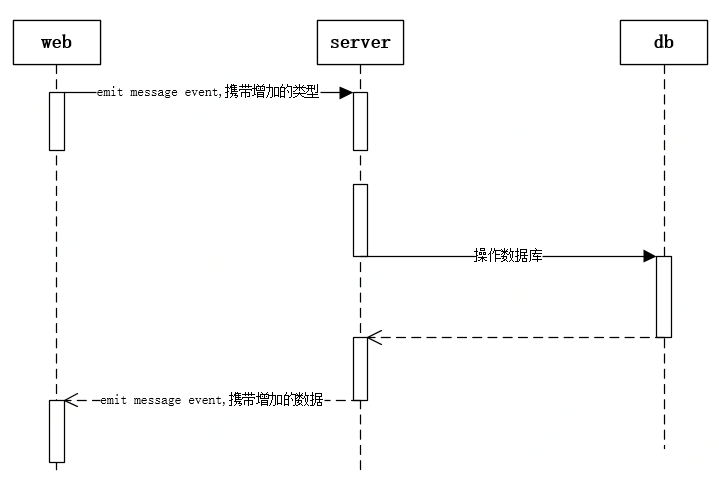 web
server
db
emit message event,携带增加的类型
操作数据库
emit message event,携带增加的数据